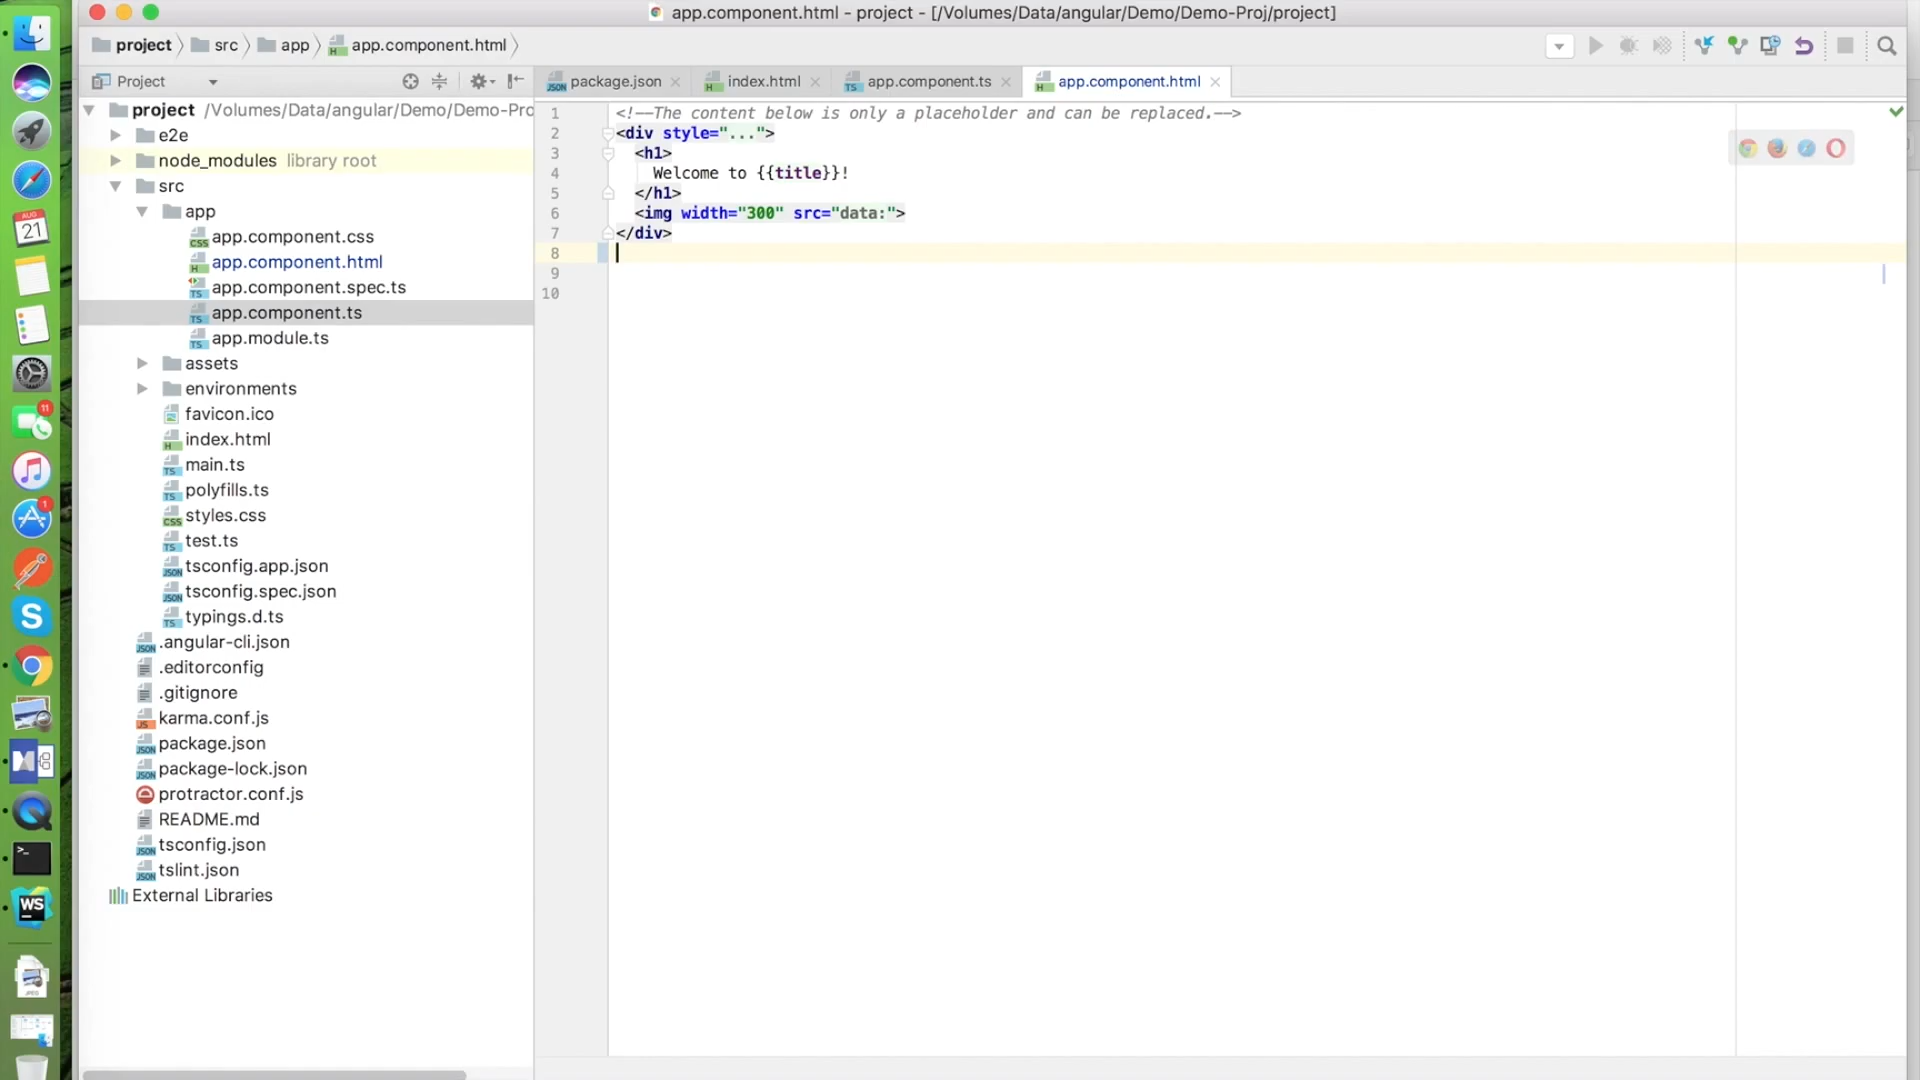 app.component.html - project - [/Volumes/Data/angular/Demo/Demo-Proj/project]
project src app app.component.html
Project
package.json
index.html
app.component.ts
app.component.html
project /Volumes/Data/angular/Demo/Demo-Pro
e2e
node_modules library root
src
app
app.component.css
app.component.html
app.component.spec.ts
app.component.ts
app.module.ts
assets
environments
favicon.ico
index.html
main.ts
polyfills.ts
styles.css
test.ts
tsconfig.app.json
tsconfig.spec.json
typings.d.ts
.angular-cli.json
.editorconfig
.gitignore
karma.conf.js
package.json
package-lock.json
protractor.conf.js
README.md
tsconfig.json
tslint.json
External Libraries
1 <!--The content below is only a placeholder and can be replaced.-->
2 <div style="...">
3 <h1>
4 Welcome to {{title}}!
5 </h1>
6 <img width="300" src="data:">
7 </div>
8
9
10
AUG
21
11
1
S
WS
JPEG